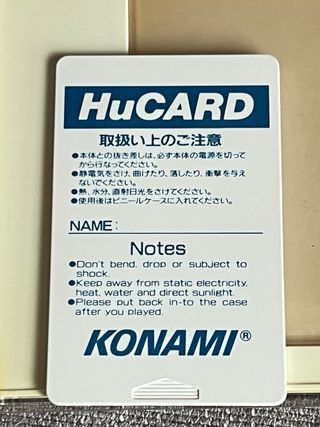 HuCARD
取扱い上のご注意
●本体との抜き差しは、必ず本体の電源を切って
から行なってください。
●静電気をさけ、曲げたり、落したり、衝撃を与え
ないでください。
●熱、水分、直射日光をさけてください。
●使用後はビニールケースに入れてください。
NAME:
Notes
●Don't bend, drop or subject to
shock.
●Keep away from static electricity,
heat, water and direct sunlight.
●Please put back in-to the case
after you played.
KONAMI®